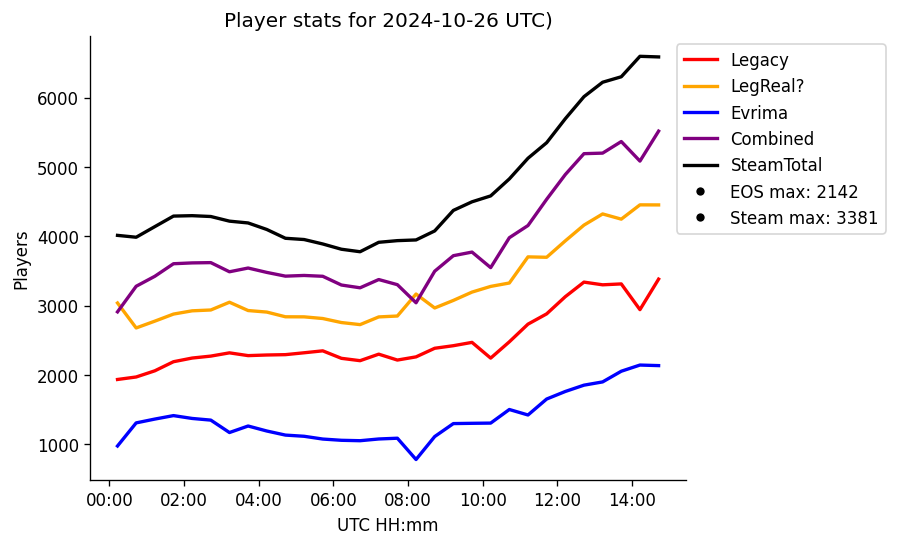 Player stats for 2024-10-26 UTC)
Legacy
LegReal?
Evrima
Combined
SteamTotal
EOS max: 2142
Steam max: 3381
Players
6000
5000
4000
3000
2000
1000
00:00 02:00 04:00 06:00 08:00 10:00 12:00 14:00
UTC HH:mm